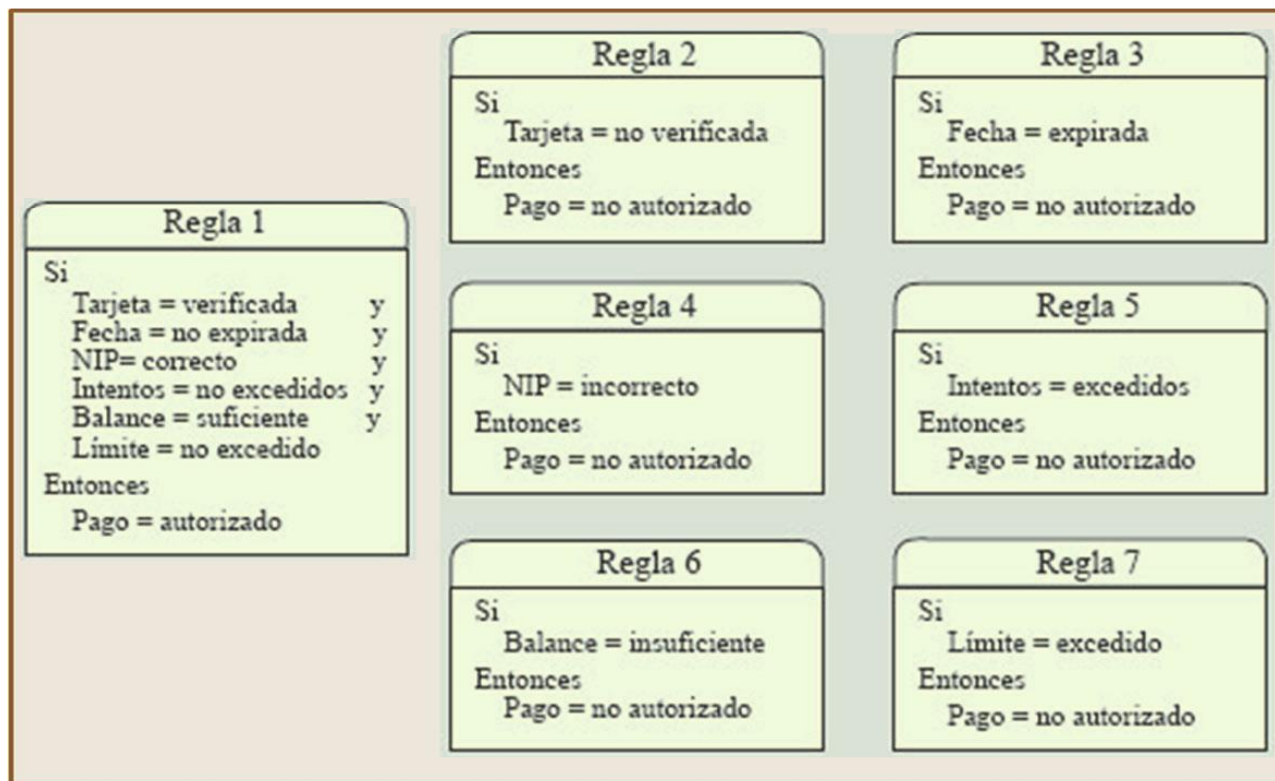 Regla 1
Si
Tarjeta = verificada y
Fecha = no expirada y
NIP= correcto y
Intentos = no excedidos y
Balance = suficiente y
Límite = no excedido
Entonces
Pago = autorizado
Regla 2
Si
Tarjeta = no verificada
Entonces
Pago = no autorizado
Regla 3
Si
Fecha = expirada
Entonces
Pago = no autorizado
Regla 4
Si
NIP = incorrecto
Entonces
Pago = no autorizado
Regla 5
Si
Intentos = excedidos
Entonces
Pago = no autorizado
Regla 6
Si
Balance = insuficiente
Entonces
Pago = no autorizado
Regla 7
Si
Límite = excedido
Entonces
Pago = no autorizado